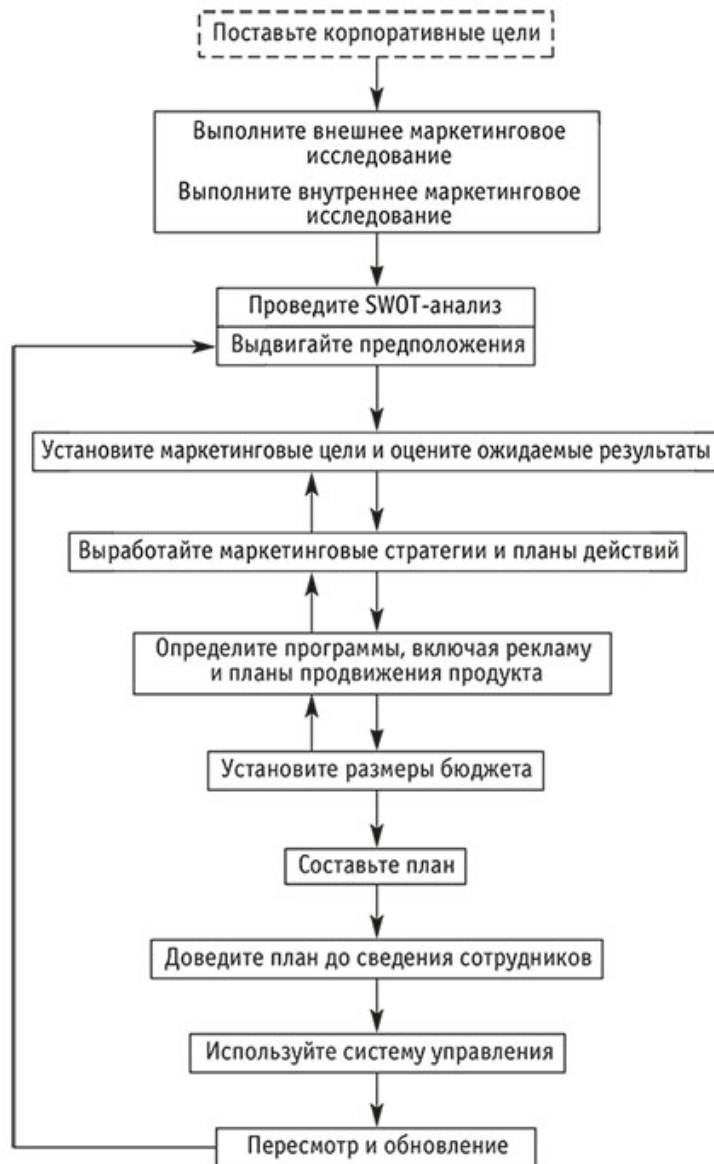 Поставьте корпоративные цели
Выполните внешнее маркетинговое
исследование
Выполните внутреннее маркетинговое
исследование
Проведите SWOT-анализ
Выдвигайте предположения
Установите маркетинговые цели и оцените ожидаемые результаты
Выработайте маркетинговые стратегии и планы действий
Определите программы, включая рекламу
и планы продвижения продукта
Установите размеры бюджета
Составьте план
Доведите план до сведения сотрудников
Используйте систему управления
Пересмотр и обновление